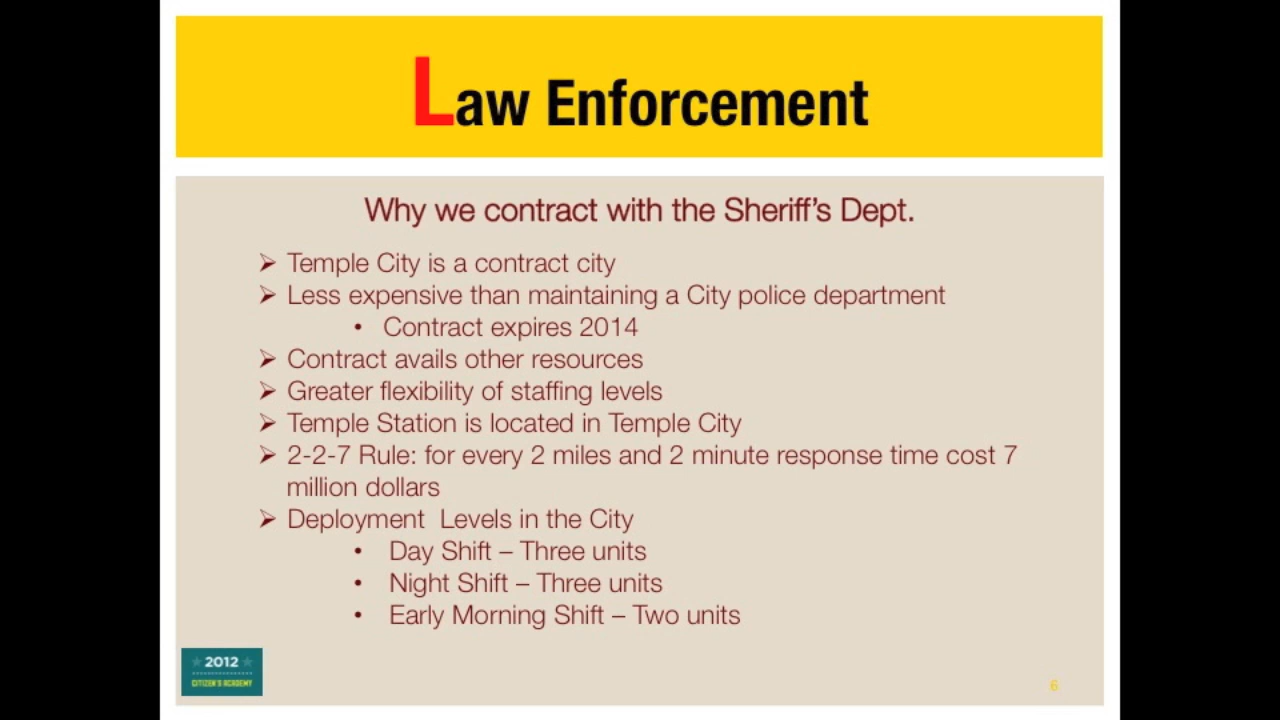 Law Enforcement
Why we contract with the Sheriff's Dept.
➢ Temple City is a contract city
➢ Less expensive than maintaining a City police department
• Contract expires 2014
➢ Contract avails other resources
➢ Greater flexibility of staffing levels
➢ Temple Station is located in Temple City
➢ 2-2-7 Rule: for every 2 miles and 2 minute response time cost 7
million dollars
➢ Deployment Levels in the City
• Day Shift – Three units
• Night Shift – Three units
• Early Morning Shift – Two units
2012
CITIZEN'S ACADEMY
6